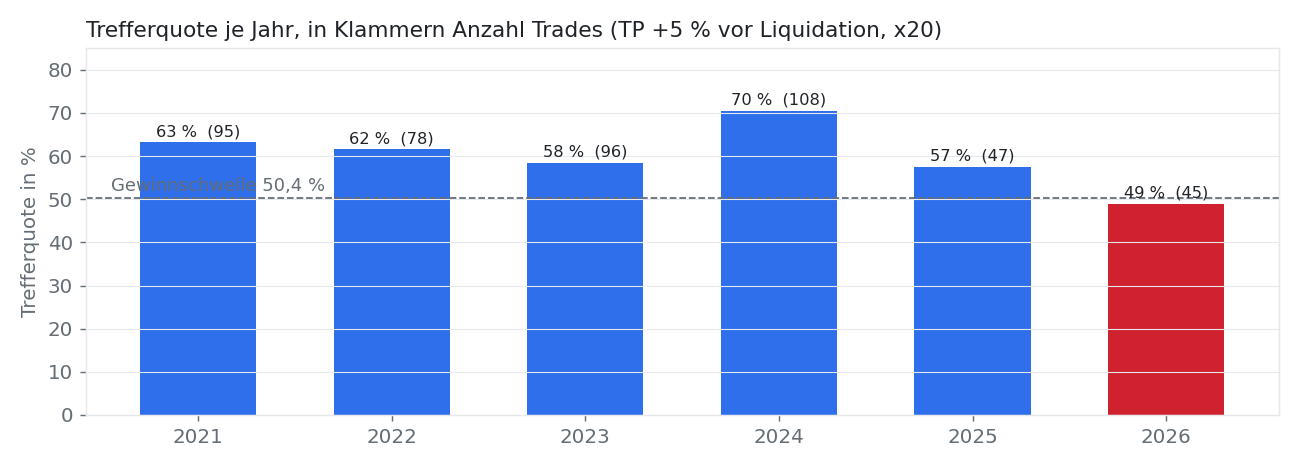 Trefferquote je Jahr, in Klammern Anzahl Trades (TP +5 % vor Liquidation, x20)
Trefferquote in %
80
70
60
50
40
30
20
10
0
63 % (95)
62 % (78)
58 % (96)
70 % (108)
57 % (47)
49 % (45)
Gewinnschwelle 50,4 %
2021
2022
2023
2024
2025
2026